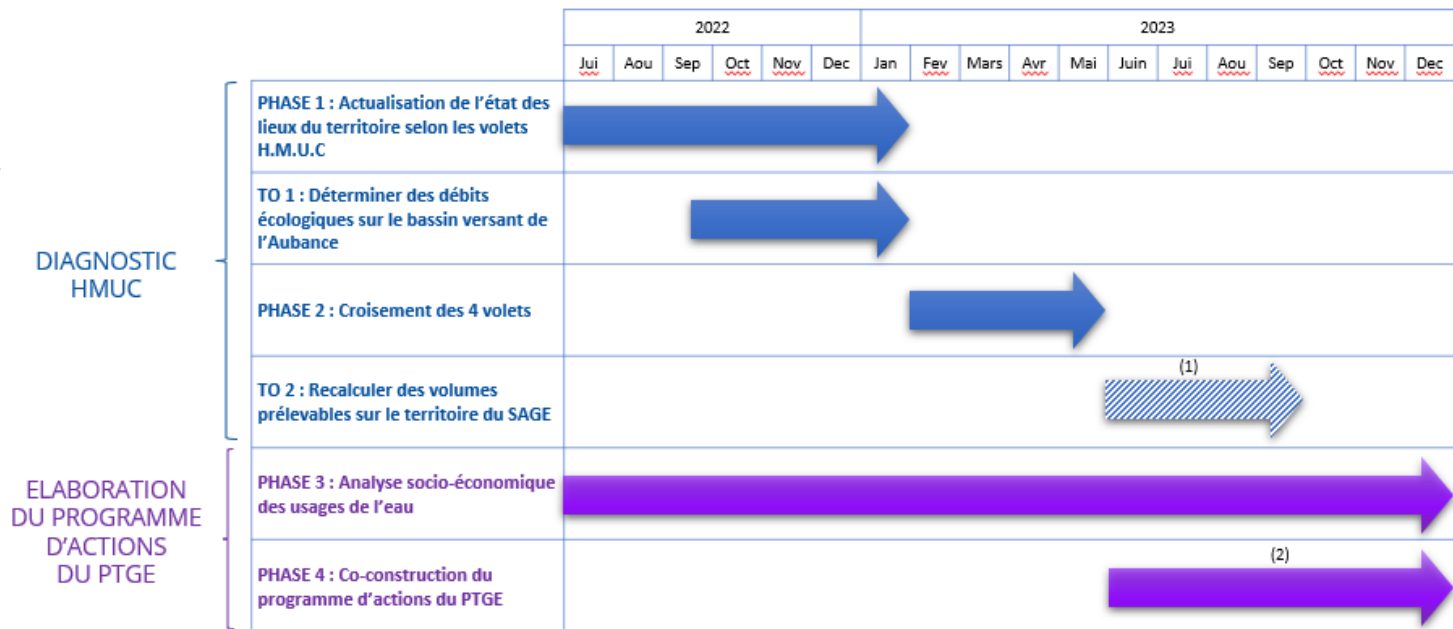 2022
2023
Jui Aou Sep Oct Nov Dec Jan Fev Mars Avr Mai Juin Jui Aou Sep Oct Nov Dec
DIAGNOSTIC
HMUC
PHASE 1 : Actualisation de l'état des
lieux du territoire selon les volets
H.M.U.C
TO 1 : Déterminer des débits
écologiques sur le bassin versant de
l'Aubance
PHASE 2 : Croisement des 4 volets
TO 2 : Recalculer des volumes
prélevables sur le territoire du SAGE
(1)
ELABORATION
DU PROGRAMME
D'ACTIONS
DU PTGE
PHASE 3 : Analyse socio-économique
des usages de l'eau
PHASE 4 : Co-construction du
programme d'actions du PTGE
(2)